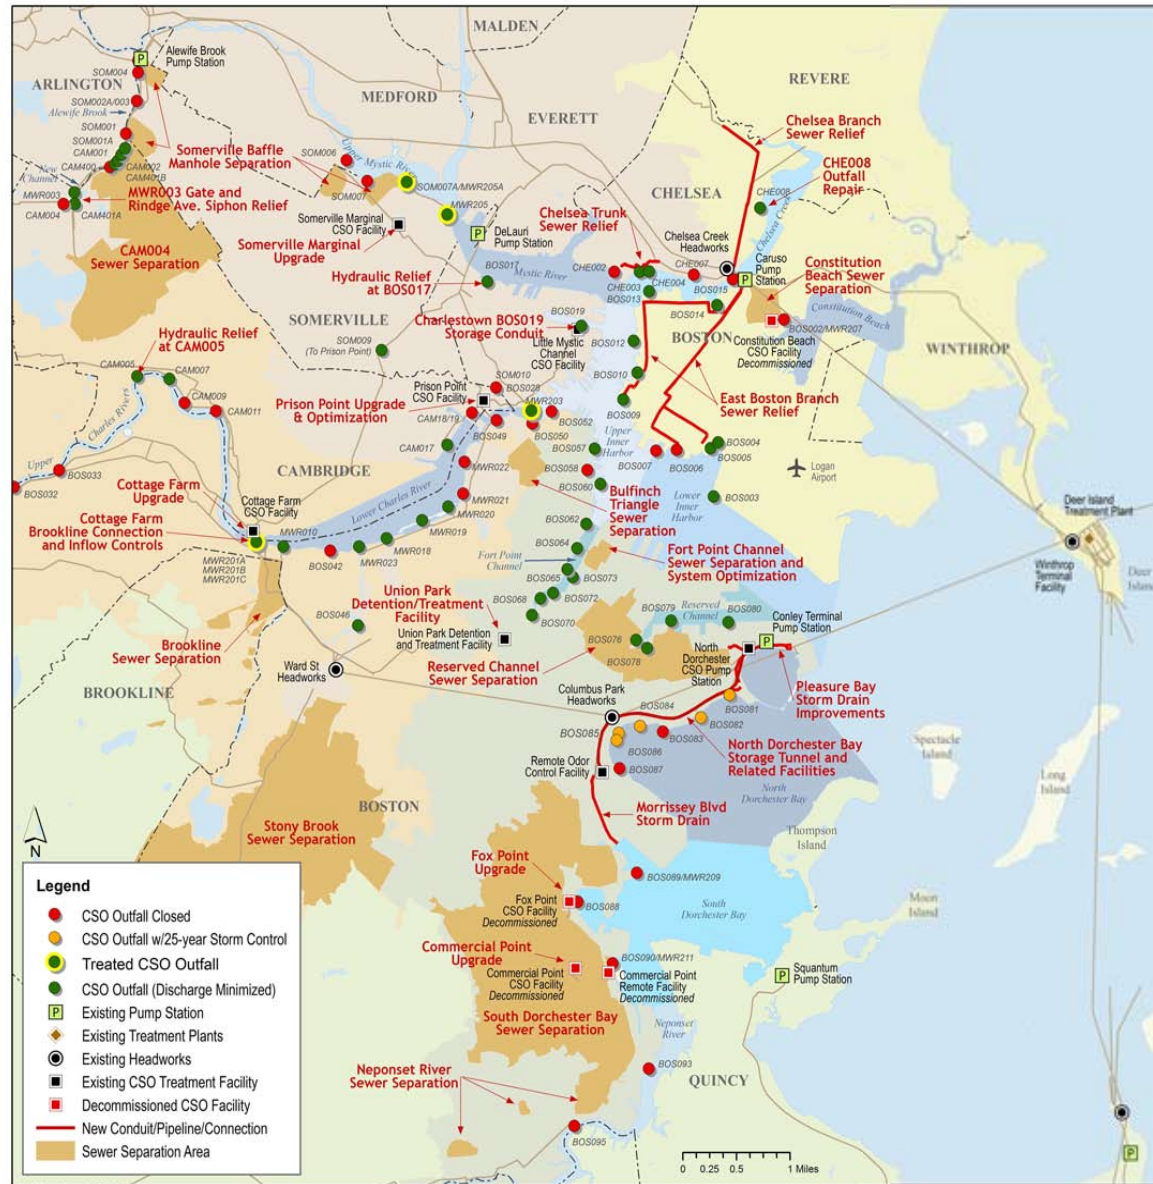 MALDEN
Alewife Brook
Pump Station
SOM004
ARLINGTON
REVERE
MEDFORD
SOM002A/003
Alewife Brook
EVERETT
Chelsea Branch
Sewer Relief
SOM001
SOM001A
CAM001
CAM400
CAM002
CAM401B
Somerville Baffle
Manhole Separation
SOM006
Upper Mystic River
SOM007
SOM007A/MWR205A
CHELSEA
CHE008
Outfall
Repair
CHE008
New
Channel
MWR003
CAM004
CAM401A
MWR003 Gate and
Rindge Ave. Siphon Relief
MWR205
Somerville Marginal
CSO Facility
Somerville Marginal
Upgrade
DeLauri
Pump Station
Chelsea Trunk
Sewer Relief
Chelsea Creek
Chelsea Creek
Headworks
CAM004
Sewer Separation
BOS017
Mystic River
CHE002
CHE003
CHE004
CHE007
Caruso
Pump
Station
Constitution
Beach Sewer
Separation
Hydraulic Relief
at BOS017
BOS013
BOS015
BOS014
Constitution
Beach
SOMERVILLE
BOS019
Charlestown BOS019
Storage Conduit
BOSTON
BOS002/MWR207
Hydraulic Relief
at CAM005
SOM009
(To Prison Point)
Little Mystic
Channel
CSO Facility
BOS012
Constitution Beach
CSO Facility
Decommissioned
WINTHROP
CAM005
CAM007
SOM010
BOS028
Prison Point
CSO Facility
BOS010
CAM009
CAM011
Prison Point Upgrade
& Optimization
MWR203
BOS009
East Boston Branch
Sewer Relief
Charles Rivers
Upper
CAM18/19
BOS049
BOS050
BOS052
Upper
Inner
Harbor
CAM017
BOS057
BOS004
BOS005
BOS033
BOS032
CAMBRIDGE
MWR022
BOS058
BOS007
BOS006
Logan
Airport
Cottage Farm
Upgrade
Cottage Farm
CSO Facility
Lower Charles River
MWR021
MWR020
BOS060
Bulfinch
Triangle
Sewer
Separation
Lower
Inner
Harbor
BOS003
Deer Island
Treatment Plant
Cottage Farm
Brookline Connection
and Inflow Controls
MWR010
MWR019
MWR018
MWR023
BOS042
BOS062
BOS064
Fort Point
Channel
Fort Point Channel
Sewer Separation and
System Optimization
Winthrop
Terminal
Facility
Deer
Island
MWR201A
MWR201B
MWR201C
BOS065
BOS073
BOS072
BOS068
BOS070
Union Park
Detention/Treatment
Facility
BOS046
Union Park Detention
and Treatment Facility
BOS079
Reserved
Channel
BOS080
Conley Terminal
Pump Station
BOS076
BOS078
Brookline
Sewer Separation
Reserved Channel
Sewer Separation
North
Dorchester
CSO Pump
Station
Ward St
Headworks
BROOKLINE
Columbus Park
Headworks
Pleasure Bay
Storm Drain
Improvements
BOS084
BOS081
BOS082
BOS085
BOS083
BOS086
BOS087
North Dorchester Bay
Storage Tunnel and
Related Facilities
Spectacle
Island
Long
Island
Remote Odor
Control Facility
North
Dorchester Bay
BOSTON
Morrissey Blvd
Storm Drain
Thompson
Island
Stony Brook
Sewer Separation
N
Fox Point
Upgrade
BOS089/MWR209
Fox Point
CSO Facility
Decommissioned
BOS088
South
Dorchester Bay
Moon
Island
Commercial Point
Upgrade
BOS090/MWR211
Commercial Point
CSO Facility
Decommissioned
Commercial Point
Remote Facility
Decommissioned
Squantum
Pump Station
South Dorchester Bay
Sewer Separation
Neponser
River
Neponset River
Sewer Separation
BOS093
QUINCY
BOS095
0 0.25 0.5 1 Miles
Legend
CSO Outfall Closed
CSO Outfall w/25-year Storm Control
Treated CSO Outfall
CSO Outfall (Discharge Minimized)
P Existing Pump Station
Existing Treatment Plants
Existing Headworks
Existing CSO Treatment Facility
Decommissioned CSO Facility
New Conduit/Pipeline/Connection
Sewer Separation Area